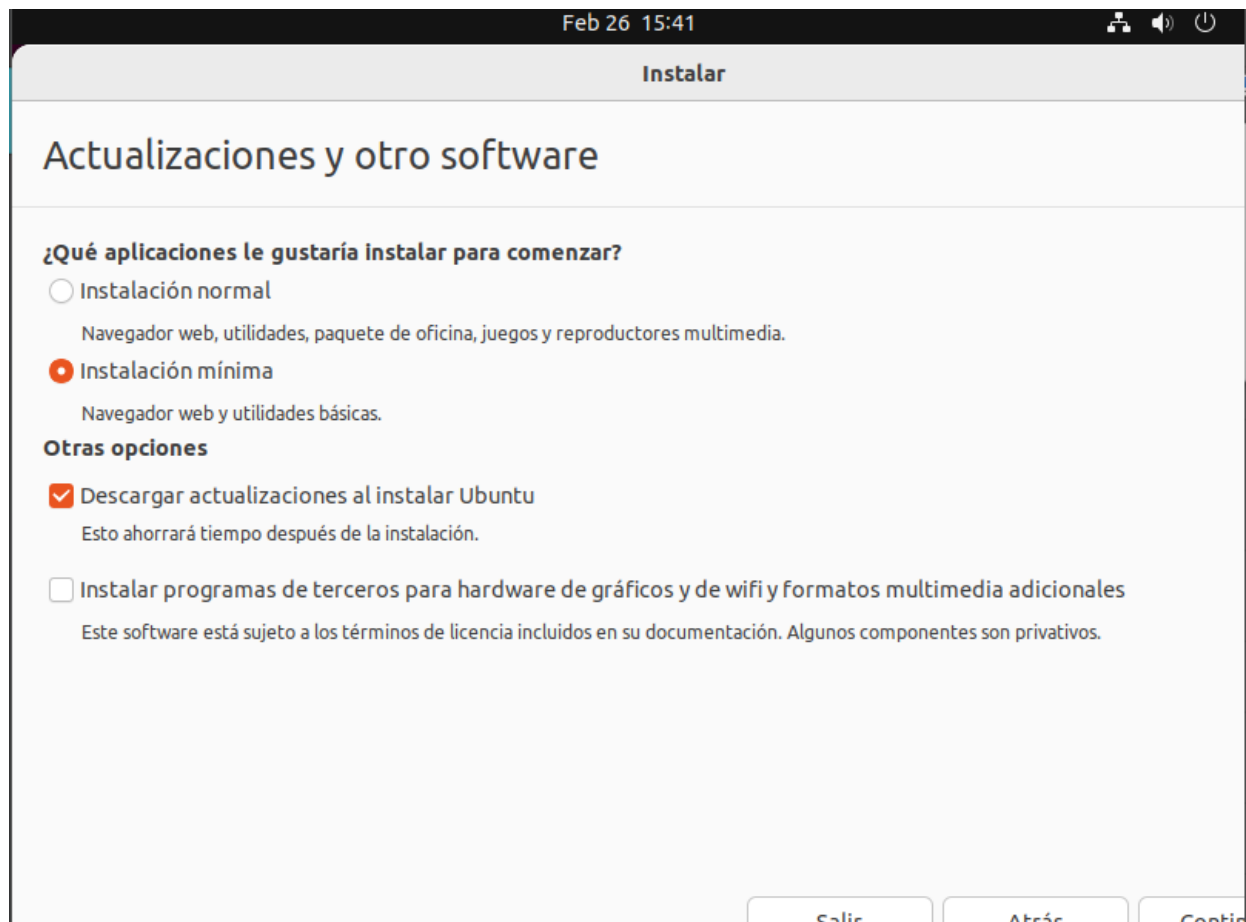 Feb 26 15:41
Instalar
Actualizaciones y otro software
¿Qué aplicaciones le gustaría instalar para comenzar?
Instalación normal
Navegador web, utilidades, paquete de oficina, juegos y reproductores multimedia.
Instalación mínima
Navegador web y utilidades básicas.
Otras opciones
Descargar actualizaciones al instalar Ubuntu
Esto ahorrará tiempo después de la instalación.
Instalar programas de terceros para hardware de gráficos y de wifi y formatos multimedia adicionales
Este software está sujeto a los términos de licencia incluidos en su documentación. Algunos componentes son privativos.
Salir Atrás